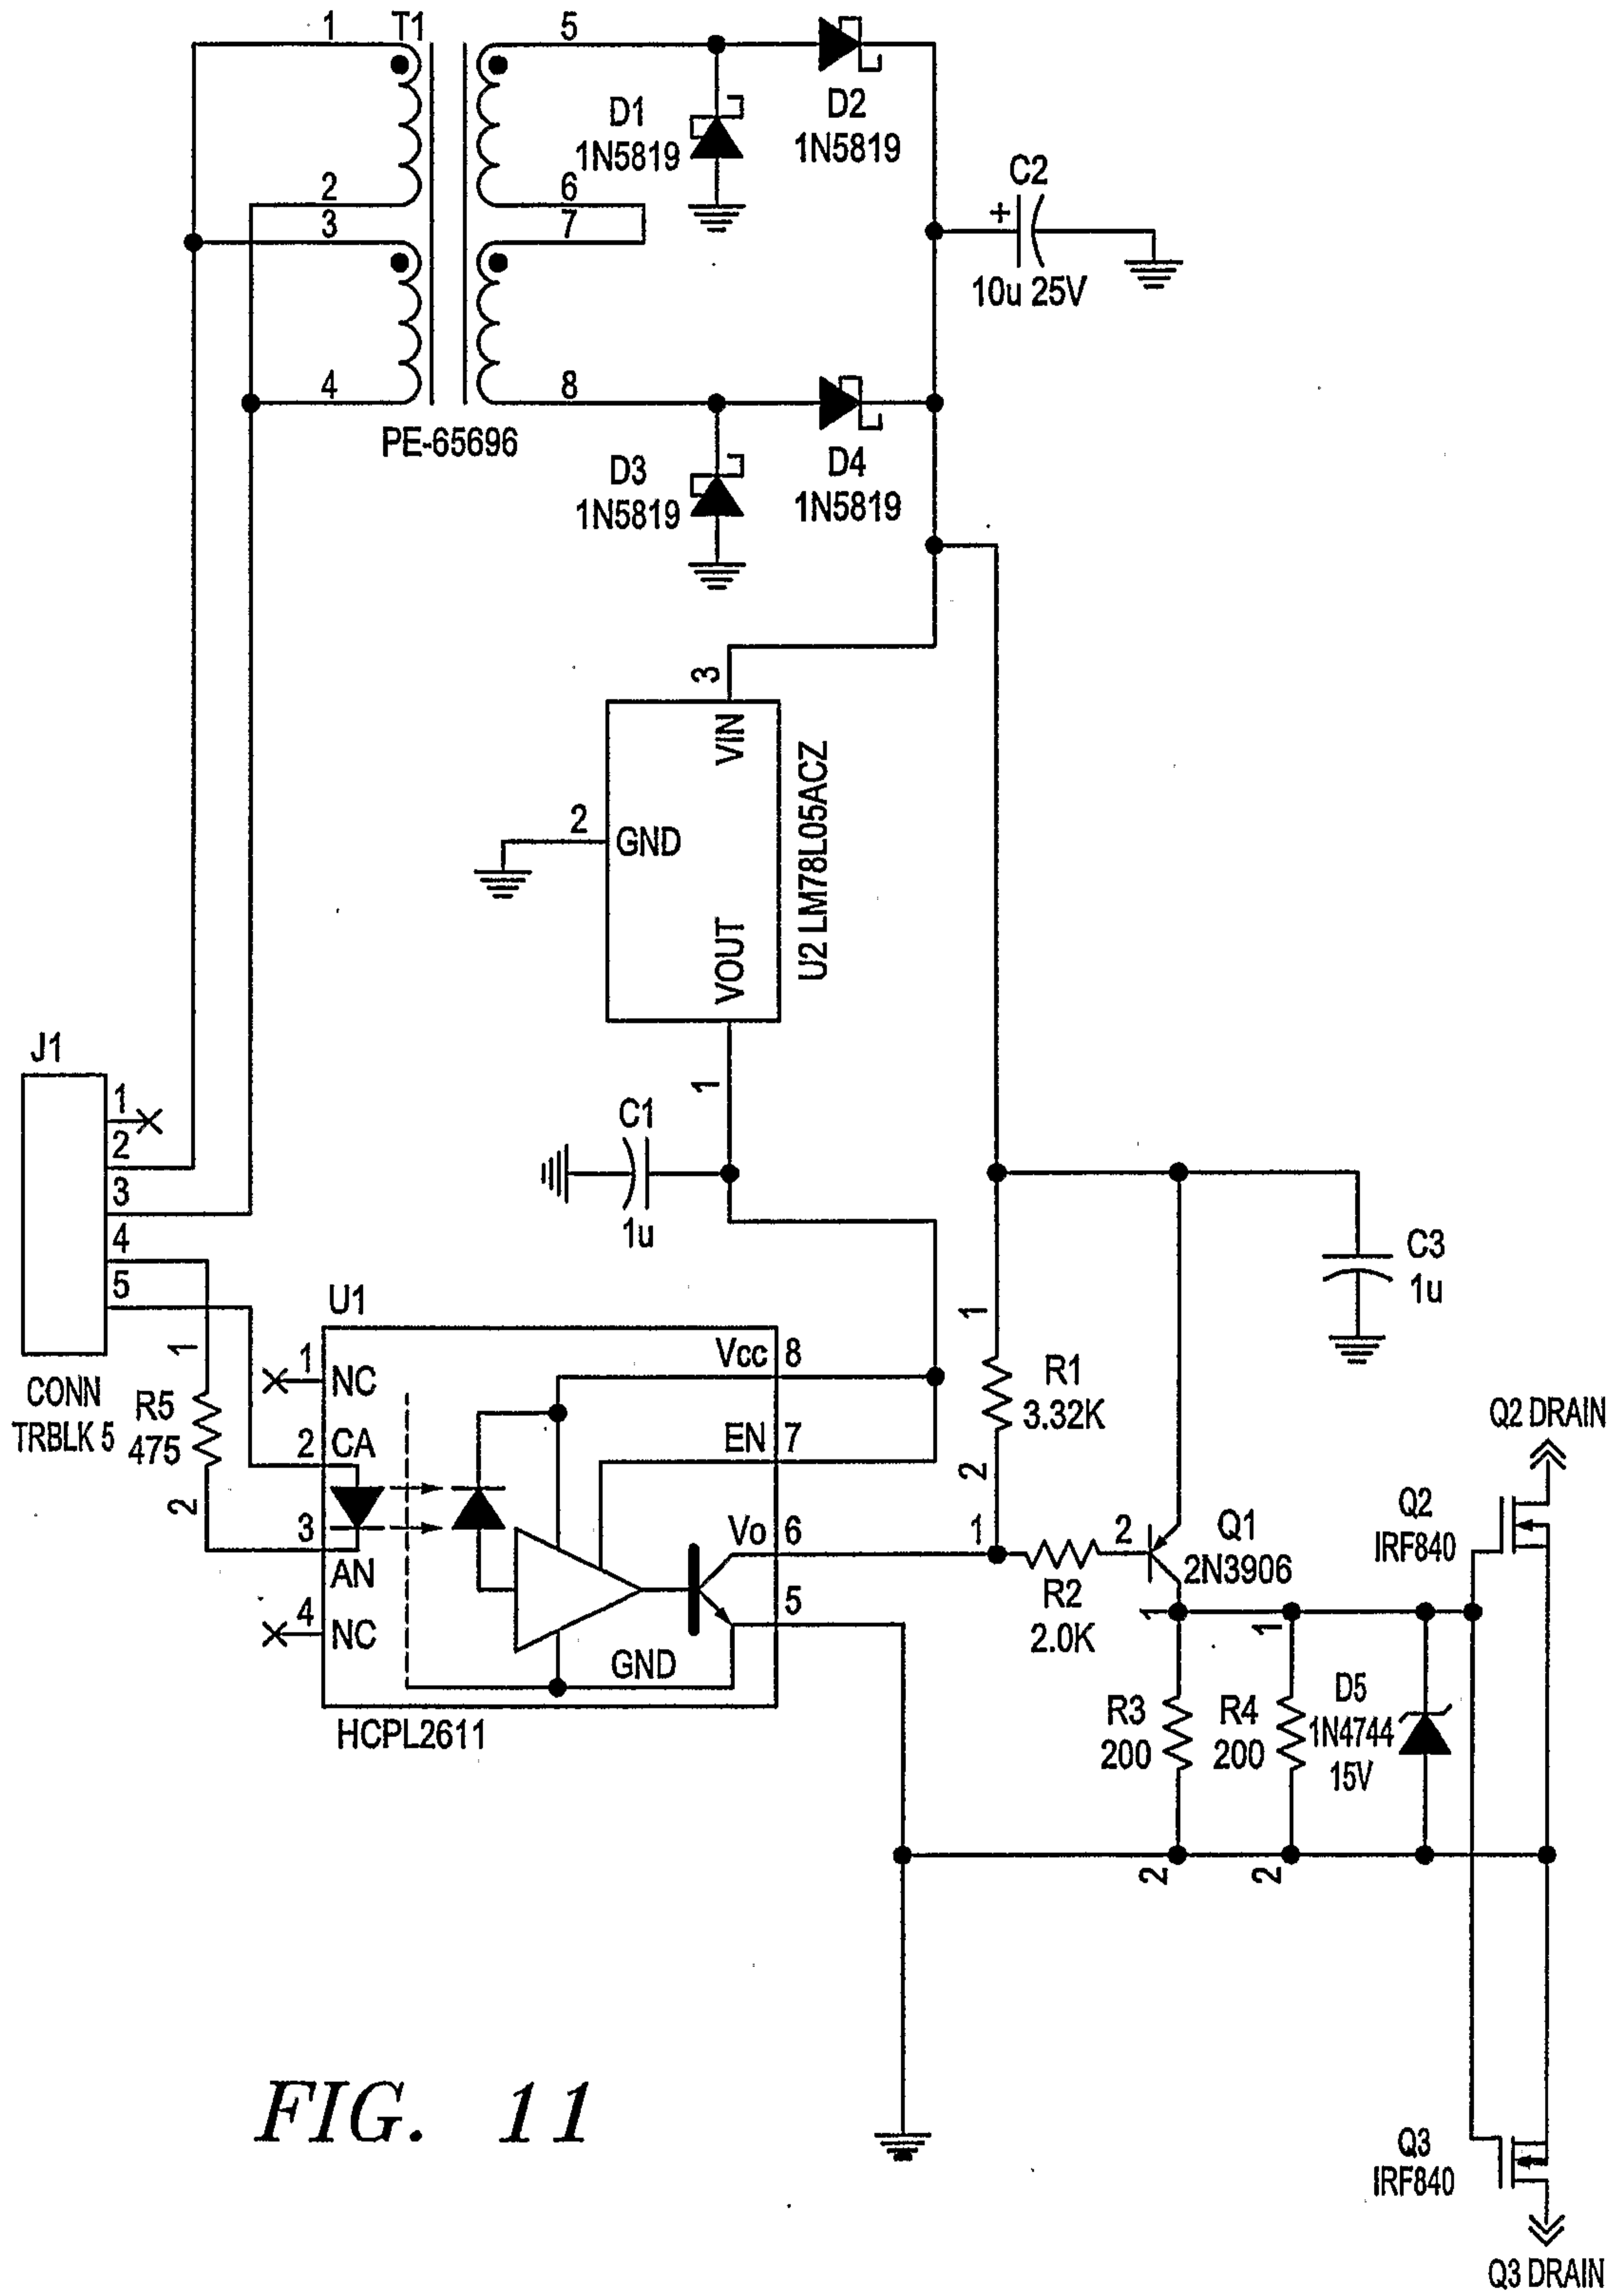 1
T1
5
2
6
3
7
4
8
PE-65696
D1
1N5819
D2
1N5819
C2
+
10u 25V
D3
1N5819
D4
1N5819
3
VIN
2
GND
VOUT
U2 LM78L05ACZ
1
J1
1
2
3
4
5
CONN
TRBLK 5
C1
1u
C3
1u
1
R5
475
2
U1
1
NC
2
CA
3
AN
4
NC
Vcc
8
EN
7
Vo
6
5
GND
HCPL2611
1
R1
3.32K
2
1
R2
2.0K
2
Q1
2N3906
1
R3
200
2
1
R4
200
2
D5
1N4744
15V
Q2 DRAIN
Q2
IRF840
Q3
IRF840
Q3 DRAIN
FIG. 11